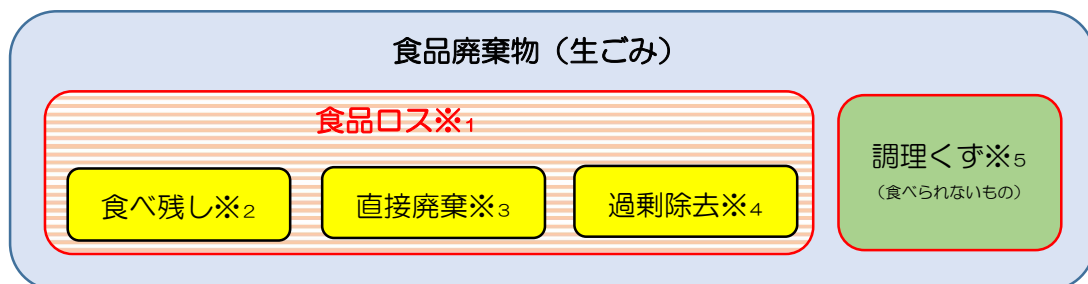 食品廃棄物（生ごみ）
食品ロス※1
食べ残し※2
直接廃棄※3
過剰除去※4
調理くず※5
（食べられないもの）